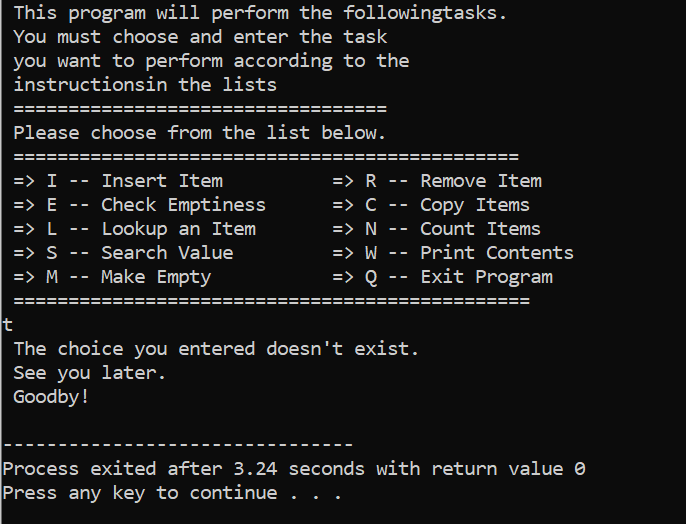 This program will perform the followingtasks.
You must choose and enter the task
you want to perform according to the
instructionsin the lists
==================================
Please choose from the list below.
==============================================
=> I -- Insert Item          => R -- Remove Item
=> E -- Check Emptiness      => C -- Copy Items
=> L -- Lookup an Item       => N -- Count Items
=> S -- Search Value         => W -- Print Contents
=> M -- Make Empty           => Q -- Exit Program
===============================================
t
The choice you entered doesn't exist.
See you later.
Goodby!
--------------------------------
Process exited after 3.24 seconds with return value 0
Press any key to continue . . .